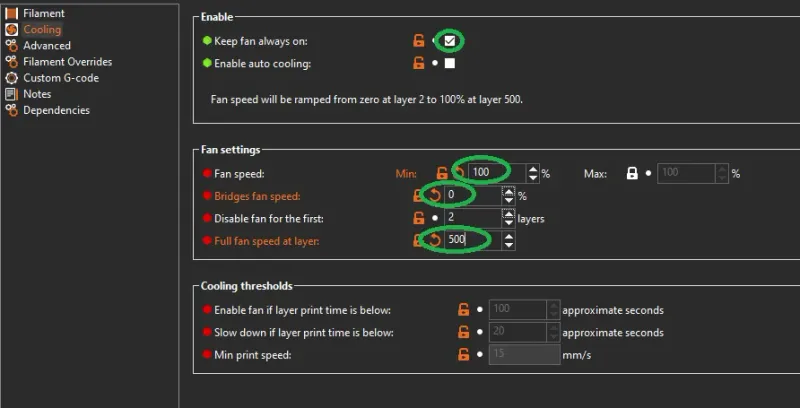 Filament
Cooling
Advanced
Filament Overrides
Custom G-code
Notes
Dependencies
Enable
Keep fan always on:
Enable auto cooling:
Fan speed will be ramped from zero at layer 2 to 100% at layer 500.
Fan settings
Fan speed: Min: 100 % Max: 100 %
Bridges fan speed: 0 %
Disable fan for the first: 2 layers
Full fan speed at layer: 500
Cooling thresholds
Enable fan if layer print time is below: 100 approximate seconds
Slow down if layer print time is below: 20 approximate seconds
Min print speed: 15 mm/s